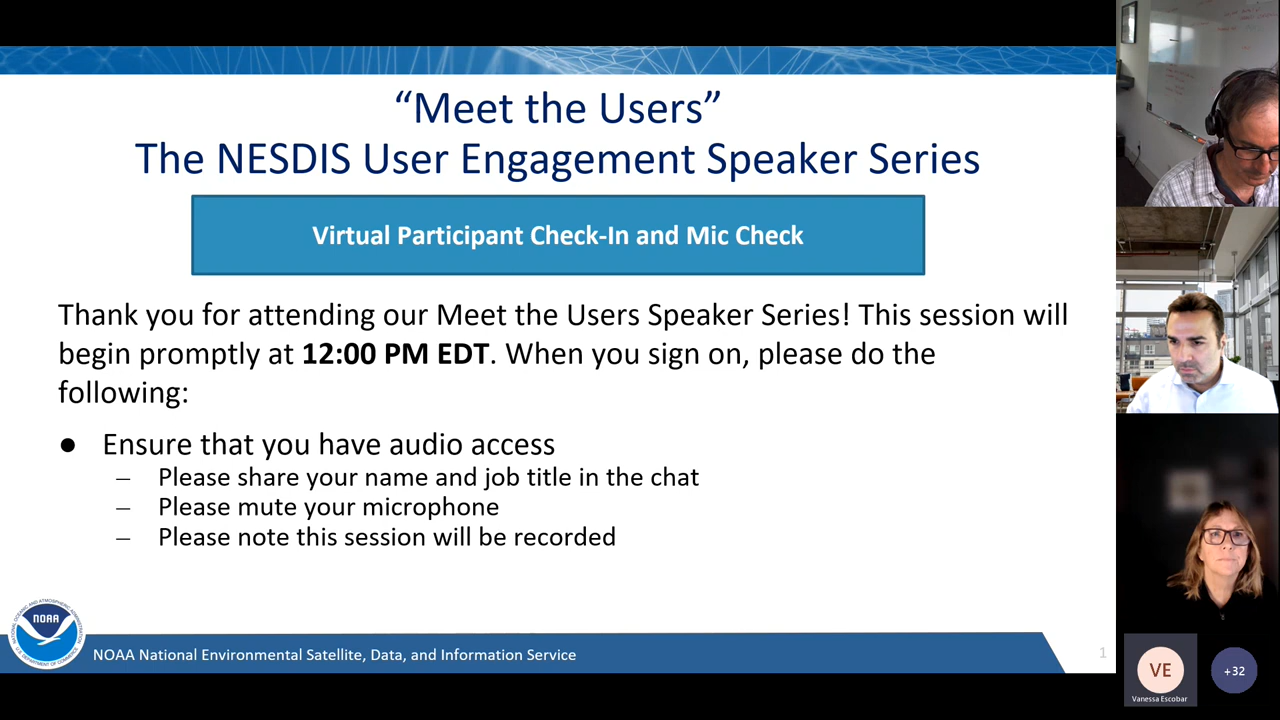 “Meet the Users”
The NESDIS User Engagement Speaker Series
Virtual Participant Check-In and Mic Check
Thank you for attending our Meet the Users Speaker Series! This session will
begin promptly at 12:00 PM EDT. When you sign on, please do the
following:
● Ensure that you have audio access
– Please share your name and job title in the chat
– Please mute your microphone
– Please note this session will be recorded
NOAA
NOAA National Environmental Satellite, Data, and Information Service
1
VE
Vanessa Escobar
+32